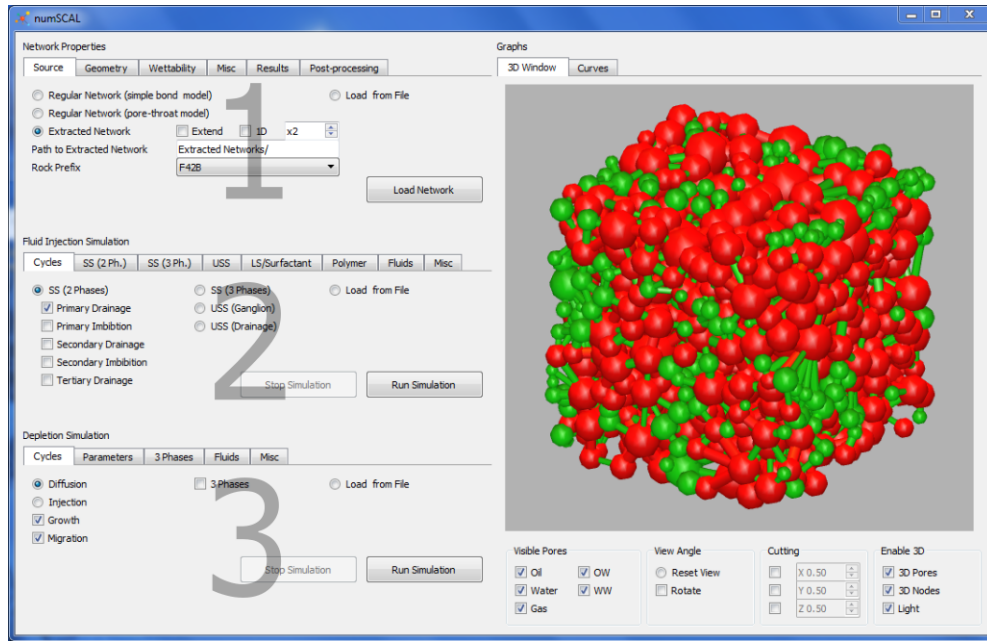 numSCAL
Network Properties
Source Geometry Wettability Misc Results Post-processing
Regular Network (simple bond model) Load from File
Regular Network (pore-throat model)
Extracted Network Extend 1D x2
Path to Extracted Network Extracted Networks/
Rock Prefix F42B
Load Network
1
Fluid Injection Simulation
Cycles SS (2 Ph.) SS (3 Ph.) USS LS/Surfactant Polymer Fluids Misc
SS (2 Phases) SS (3 Phases) Load from File
Primary Drainage USS (Ganglion)
Primary Imbibtion USS (Drainage)
Secondary Drainage
Secondary Imbibition
Tertiary Drainage Stop Simulation Run Simulation
2
Depletion Simulation
Cycles Parameters 3 Phases Fluids Misc
Diffusion 3 Phases Load from File
Injection
Growth
Migration
Stop Simulation Run Simulation
3
Graphs
3D Window Curves
Visible Pores View Angle Cutting Enable 3D
Oil OW Reset View X 0.50 3D Pores
Water WW Rotate Y 0.50 3D Nodes
Gas Z 0.50 Light